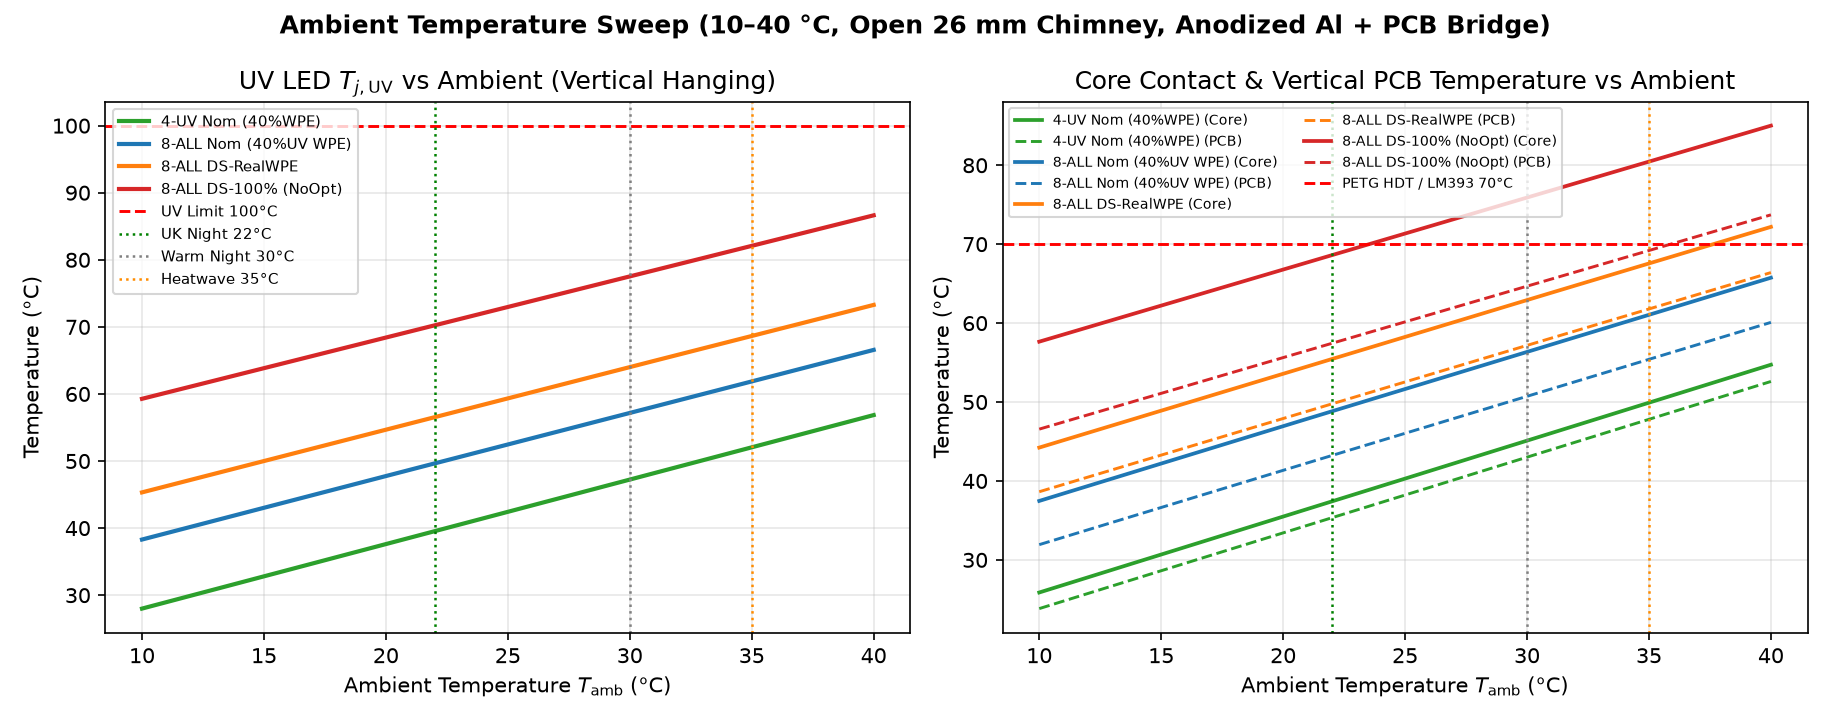 Ambient Temperature Sweep (10–40 °C, Open 26 mm Chimney, Anodized Al + PCB Bridge)
UV LED Tj, UV vs Ambient (Vertical Hanging)
4-UV Nom (40%WPE)
8-ALL Nom (40%UV WPE)
8-ALL DS-RealWPE
8-ALL DS-100% (NoOpt)
UV Limit 100°C
UK Night 22°C
Warm Night 30°C
Heatwave 35°C
Temperature (°C)
100
90
80
70
60
50
40
30
10 15 20 25 30 35 40
Ambient Temperature Tamb (°C)
Core Contact & Vertical PCB Temperature vs Ambient
4-UV Nom (40%WPE) (Core)
4-UV Nom (40%WPE) (PCB)
8-ALL Nom (40%UV WPE) (Core)
8-ALL Nom (40%UV WPE) (PCB)
8-ALL DS-RealWPE (Core)
8-ALL DS-RealWPE (PCB)
8-ALL DS-100% (NoOpt) (Core)
8-ALL DS-100% (NoOpt) (PCB)
PETG HDT / LM393 70°C
Temperature (°C)
80
70
60
50
40
30
10 15 20 25 30 35 40
Ambient Temperature Tamb (°C)